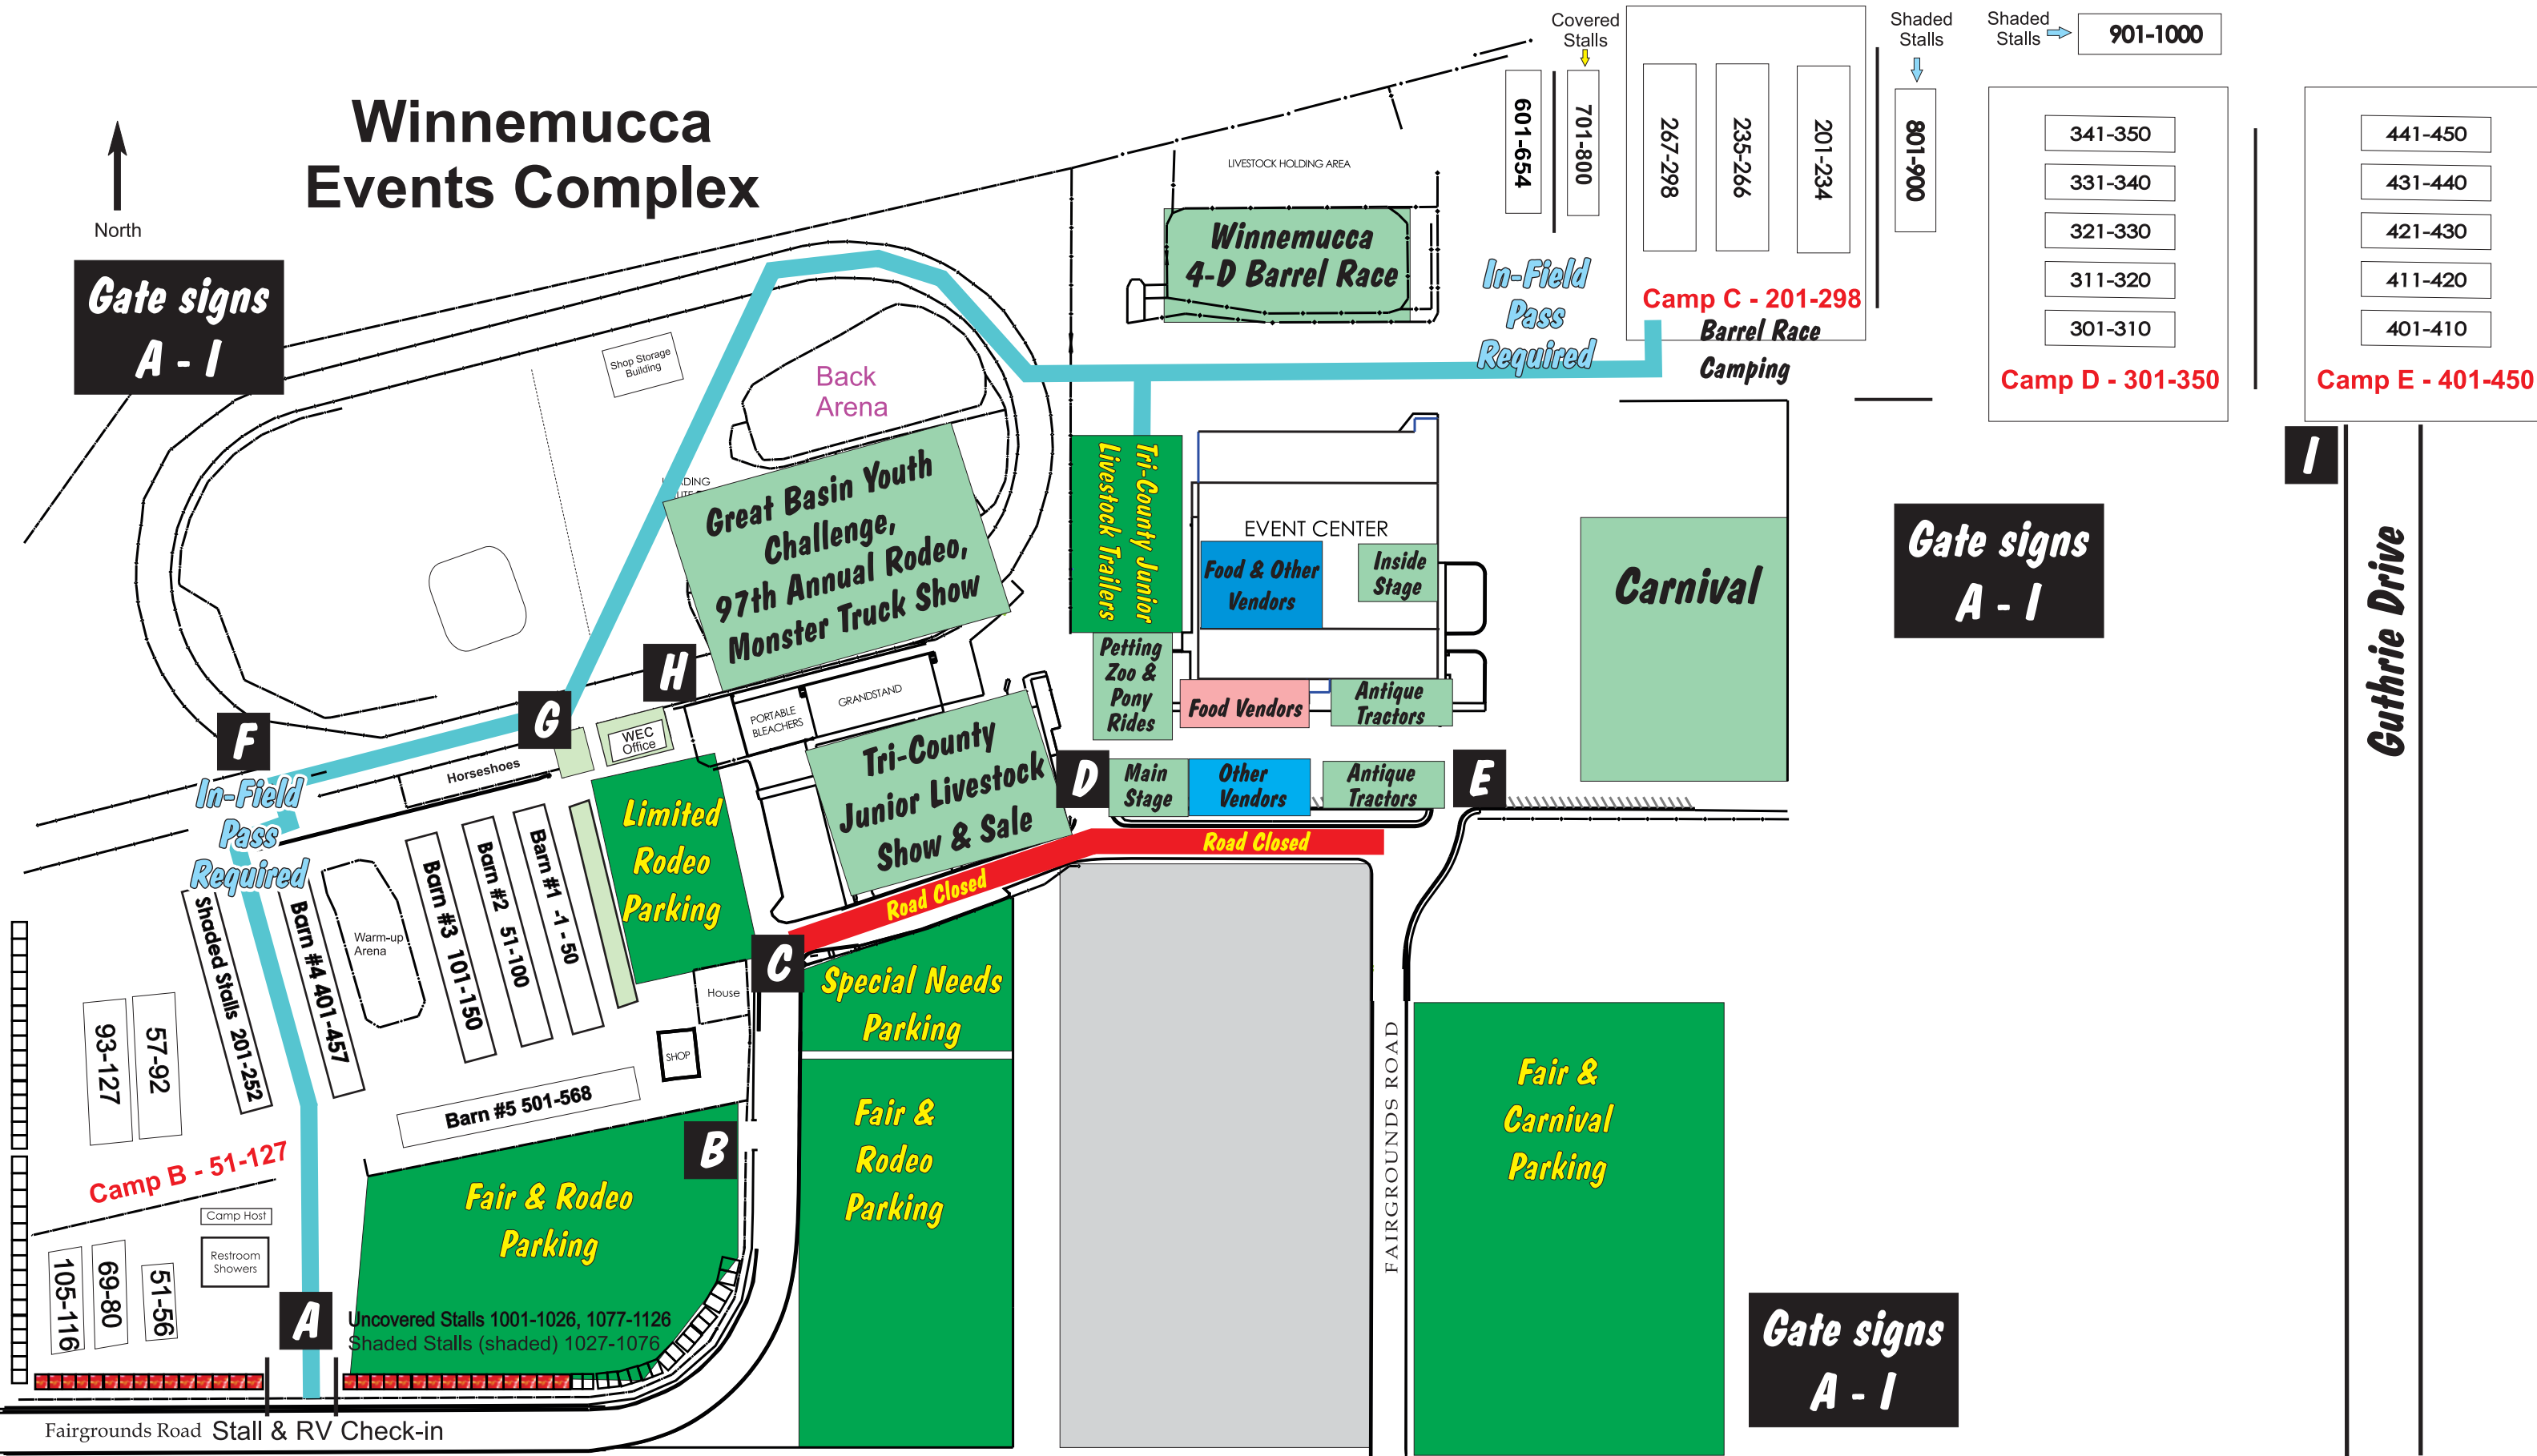 Winnemucca
Events Complex
North
Gate signs
A - I
Covered
Stalls
Shaded
Stalls
Shaded
Stalls
901-1000
601-654
701-800
267-298
235-266
201-234
801-900
Camp C - 201-298
Barrel Race
Camping
341-350
331-340
321-330
311-320
301-310
Camp D - 301-350
441-450
431-440
421-430
411-420
401-410
Camp E - 401-450
LIVESTOCK HOLDING AREA
Winnemucca
4-D Barrel Race
In-Field
Pass
Required
Shop Storage
Building
Back
Arena
Great Basin Youth
Challenge,
97th Annual Rodeo,
Monster Truck Show
Tri-County Junior
Livestock Trailers
EVENT CENTER
Food & Other
Vendors
Inside
Stage
Carnival
I
Gate signs
A - I
Guthrie Drive
Petting
Zoo &
Pony
Rides
Food Vendors
Antique
Tractors
H
G
F
WEC
Office
PORTABLE
BLEACHERS
GRANDSTAND
Horseshoes
Tri-County
Junior Livestock
Show & Sale
D
Main
Stage
Other
Vendors
Antique
Tractors
E
Road Closed
Road Closed
In-Field
Pass
Required
Limited
Rodeo
Parking
Shaded Stalls 201-252
Barn #4 401-457
Warm-up
Arena
Barn #3 101-150
Barn #2 51-100
Barn #1 -1 - 50
C
House
SHOP
Special Needs
Parking
93-127
57-92
Barn #5 501-568
B
Camp B - 51-127
Fair & Rodeo
Parking
Fair &
Rodeo
Parking
FAIRGROUNDS ROAD
Fair &
Carnival
Parking
Camp Host
Restroom
Showers
105-116
69-80
51-56
A
Uncovered Stalls 1001-1026, 1077-1126
Shaded Stalls (shaded) 1027-1076
Gate signs
A - I
Fairgrounds Road
Stall & RV Check-in